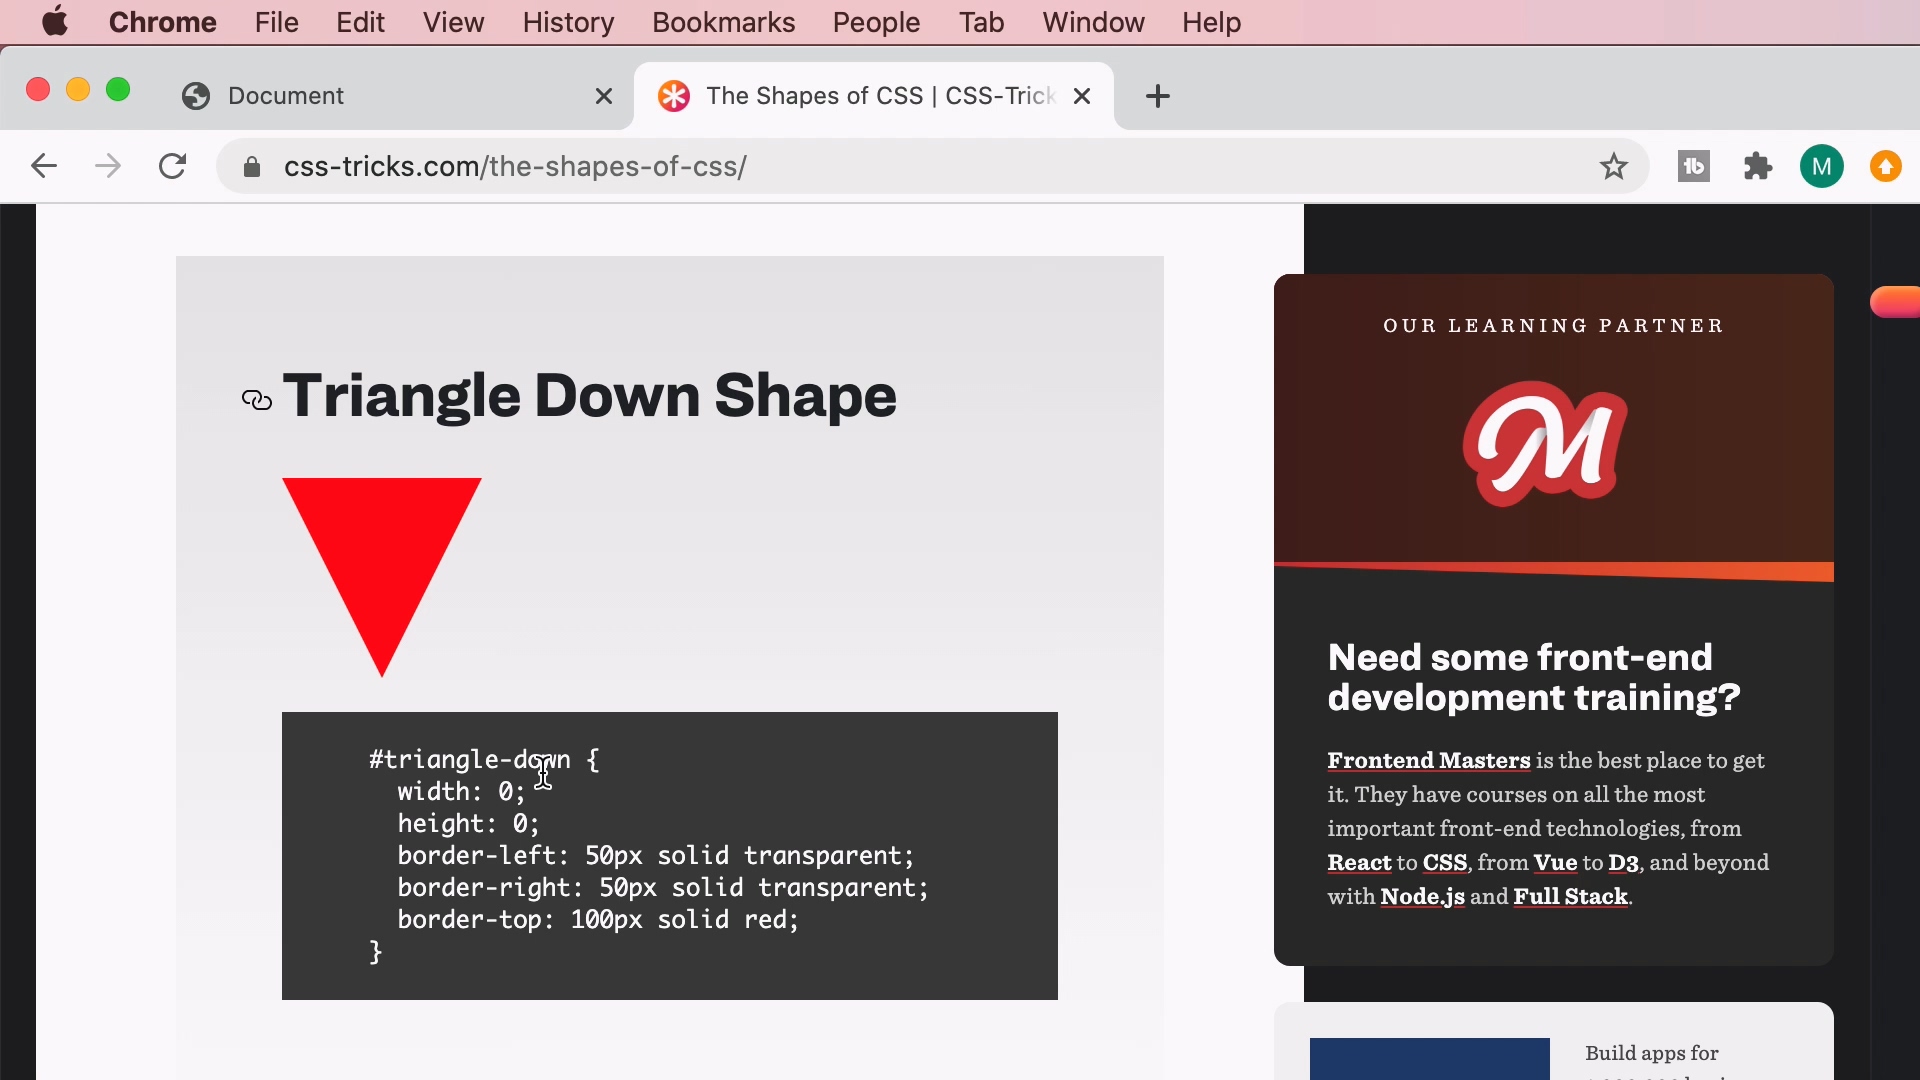 Chrome File Edit View History Bookmarks People Tab Window Help
Document
The Shapes of CSS | CSS-Trick
css-tricks.com/the-shapes-of-css/
M
Triangle Down Shape
#triangle-down {
width: 0;
height: 0;
border-left: 50px solid transparent;
border-right: 50px solid transparent;
border-top: 100px solid red;
}
OUR LEARNING PARTNER
M
Need some front-end
development training?
Frontend Masters is the best place to get
it. They have courses on all the most
important front-end technologies, from
React to CSS, from Vue to D3, and beyond
with Node.js and Full Stack.
Build apps for